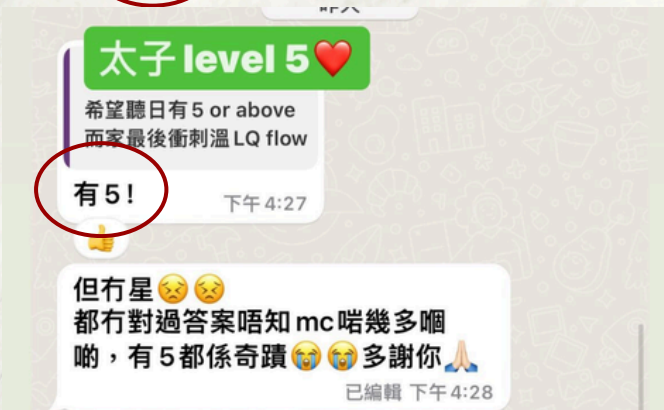 太子 level 5❤️
希望聽日有 5 or above
而家最後衝刺溫 LQ flow
有 5！
下午 4:27
👍
但冇星😣😣
都冇對過答案唔知 mc 啱幾多嗰
啲，有 5 都係奇蹟😭😭多謝你🙏🏻
已編輯 下午 4:28